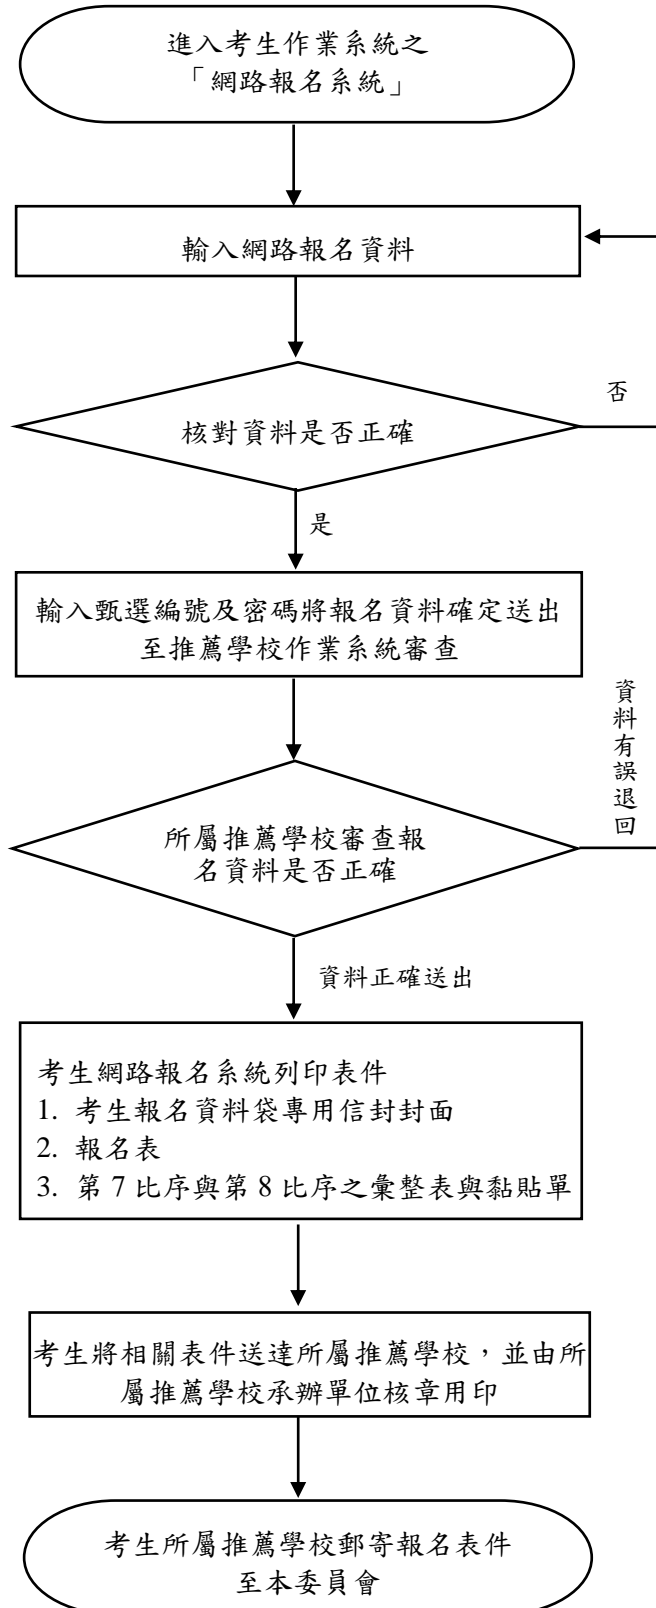 進入考生作業系統之
「網路報名系統」
輸入網路報名資料
核對資料是否正確
否
是
輸入甄選編號及密碼將報名資料確定送出
至推薦學校作業系統審查
資料有誤退回
所屬推薦學校審查報
名資料是否正確
資料正確送出
考生網路報名系統列印表件
1. 考生報名資料袋專用信封封面
2. 報名表
3. 第 7 比序與第 8 比序之彙整表與黏貼單
考生將相關表件送達所屬推薦學校，並由所
屬推薦學校承辦單位核章用印
考生所屬推薦學校郵寄報名表件
至本委員會